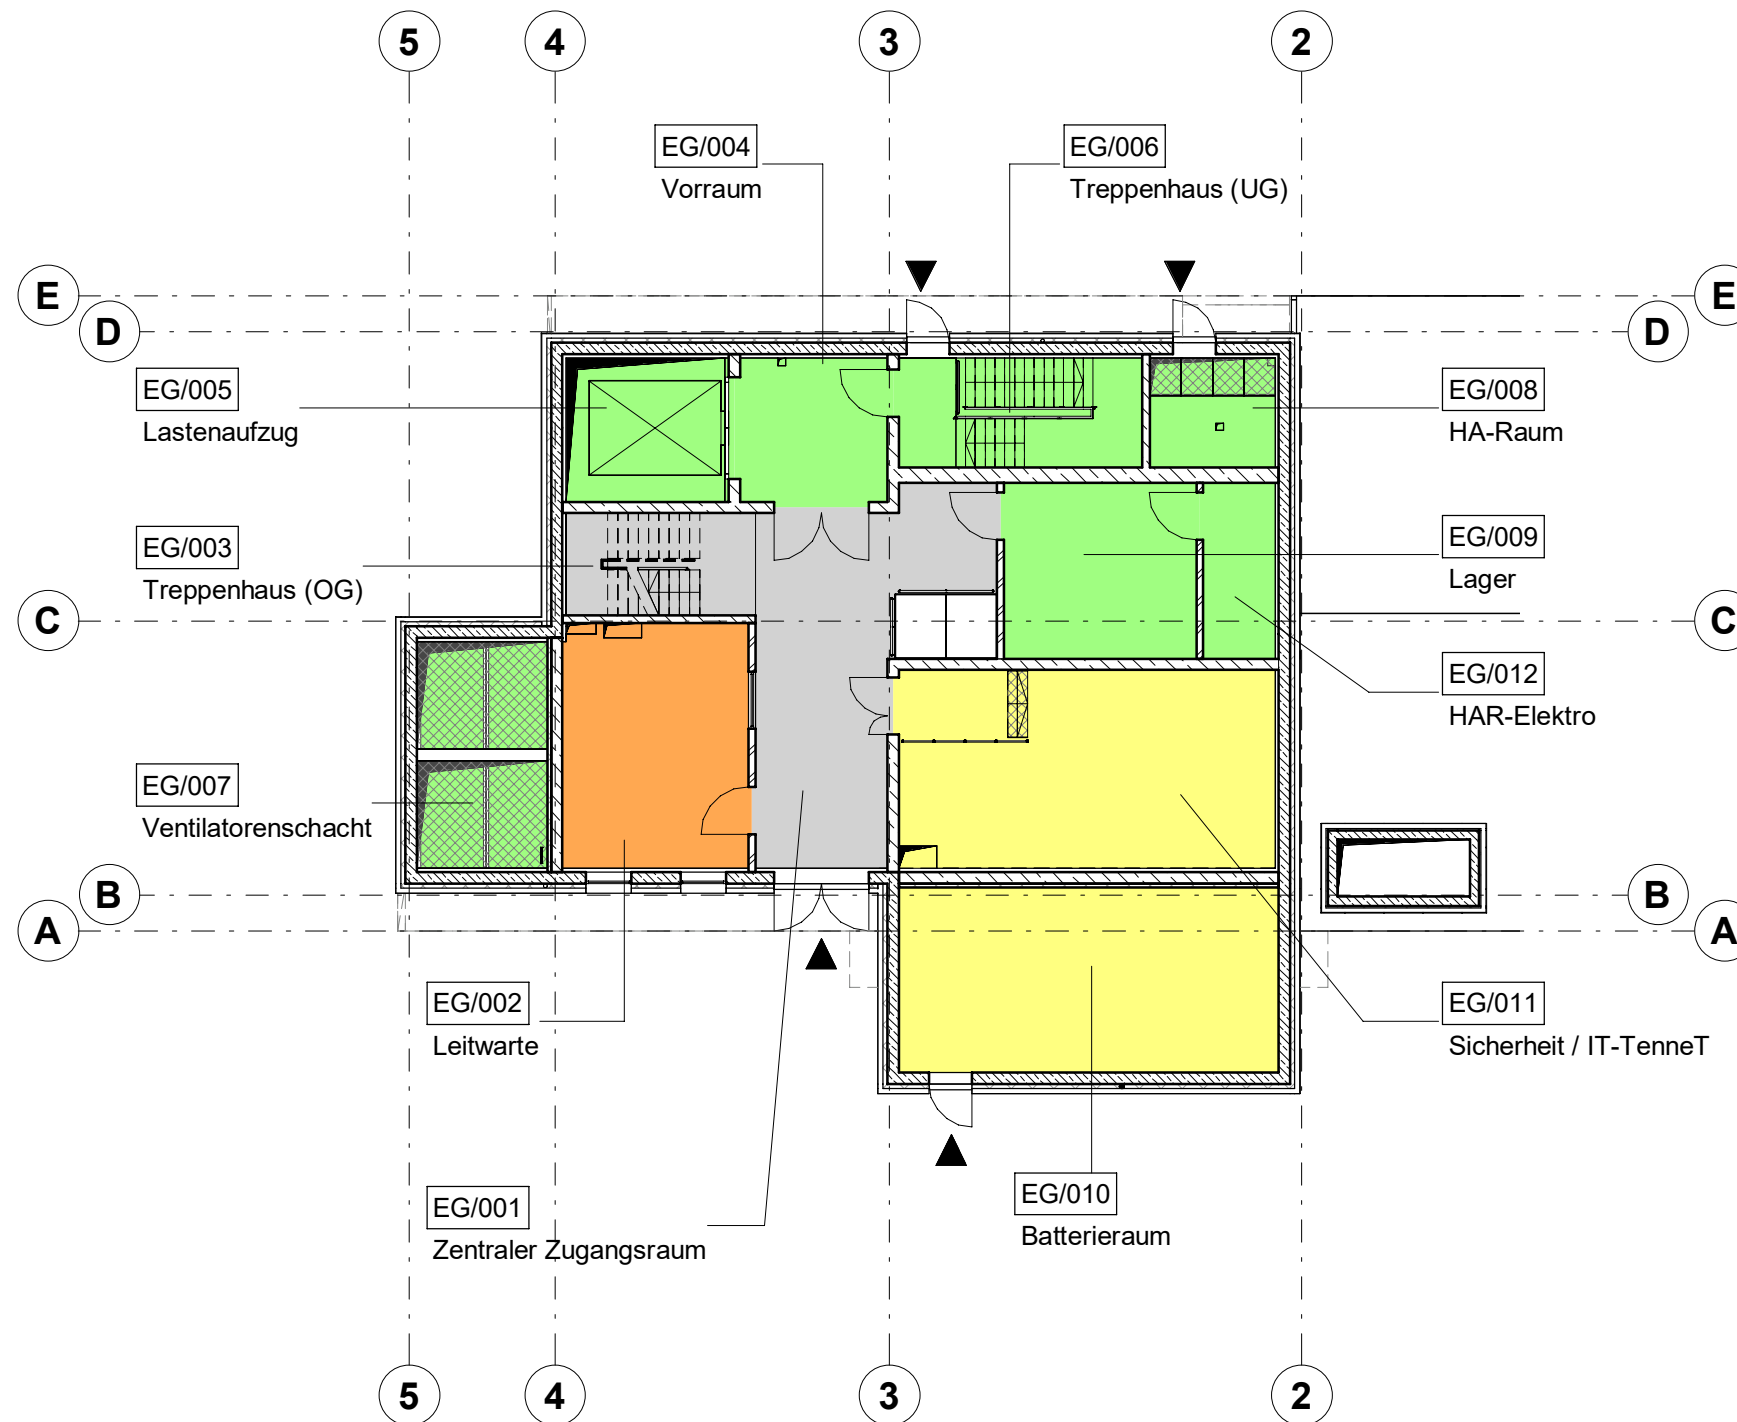 5
4
3
2
EG/004
Vorraum
EG/006
Treppenhaus (UG)
E
E
D
D
EG/005
Lastenaufzug
EG/008
HA-Raum
EG/003
Treppenhaus (OG)
EG/009
Lager
C
C
EG/012
HAR-Elektro
EG/007
Ventilatorenschacht
B
B
A
A
EG/002
Leitwarte
EG/011
Sicherheit / IT-TenneT
EG/001
Zentraler Zugangsraum
EG/010
Batterieraum
5
4
3
2